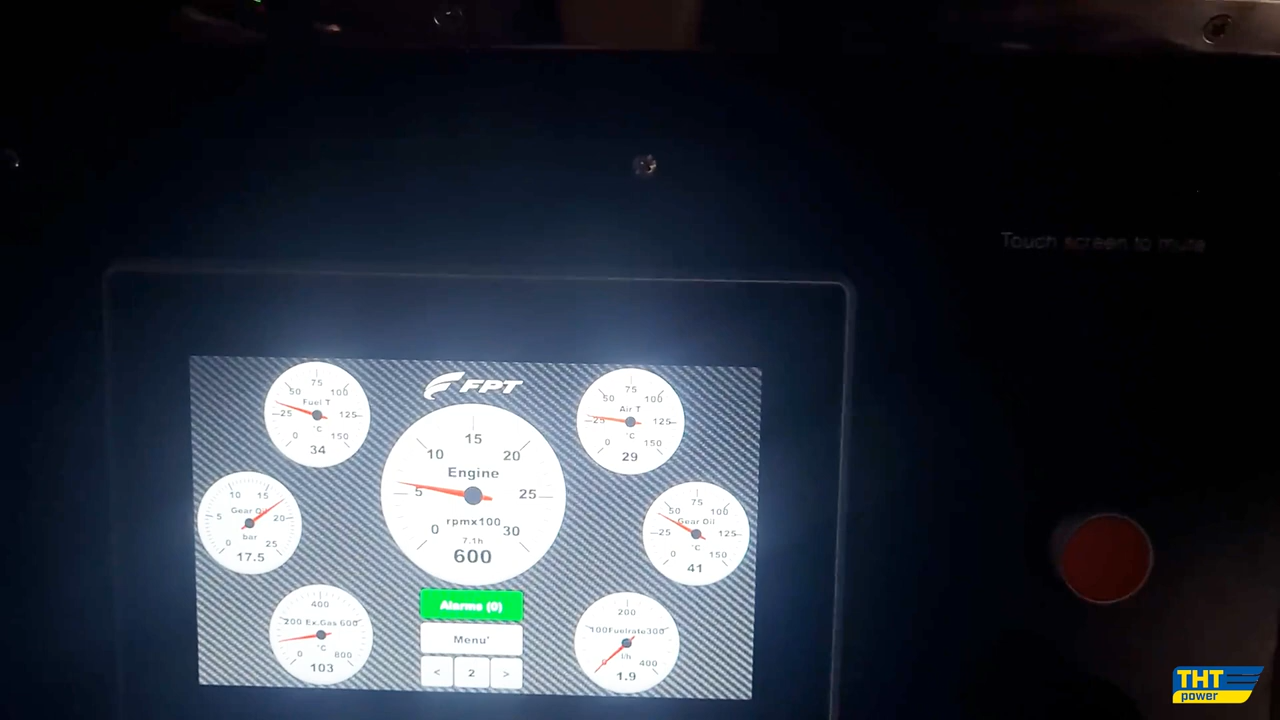 Touch screen to mute
FPT
75
50 100
Fuel T
25 125
°C
0 150
34
75
50 100
Air T
25 125
°C
0 150
29
15
10 20
Engine
5 25
rpmx100
0 30
7.1h
600
10 15
Gear Oil
5 20
bar
0 25
17.5
75
50 100
Gear Oil
25 125
°C
0 150
41
400
200 Ex.Gas 600
°C
0 800
103
Alarms (0)
Menu'
< 2 >
200
100 Fuelrate 300
l/h
0 400
1.9
THT
power